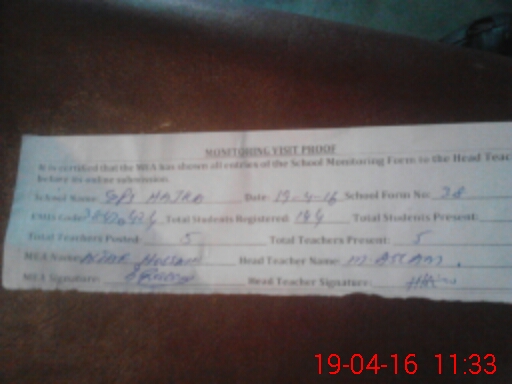 MONITORING VISIT PROOF
It is certified that the MEA has shown all entries of the School Monitoring Form to the Head Teac
before its online submission.
School Name: GPS Date: 19-4-16 School Form No: 38
EMIS Code: Total Students Registered: Total Students Present:
Total Teachers Posted: 5 Total Teachers Present: 5
MEA Name: Head Teacher Name: M. ASLAM.
MEA Signature: Head Teacher Signature:
19-04-16 11:33